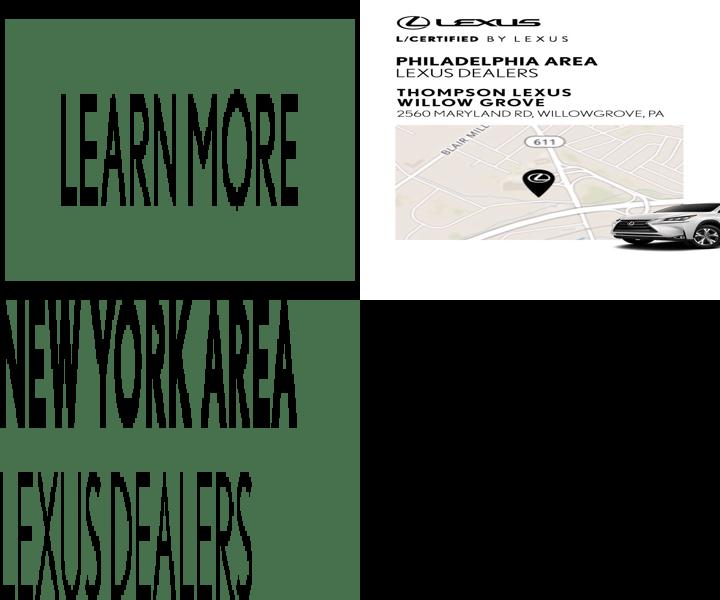 LEARN MORE
LEXUS
L/CERTIFIED BY LEXUS
PHILADELPHIA AREA
LEXUS DEALERS
THOMPSON LEXUS
WILLOW GROVE
2560 MARYLAND RD, WILLOWGROVE, PA
BLAIR MILL
611
NEW YORK AREA
LEXUS DEALERS